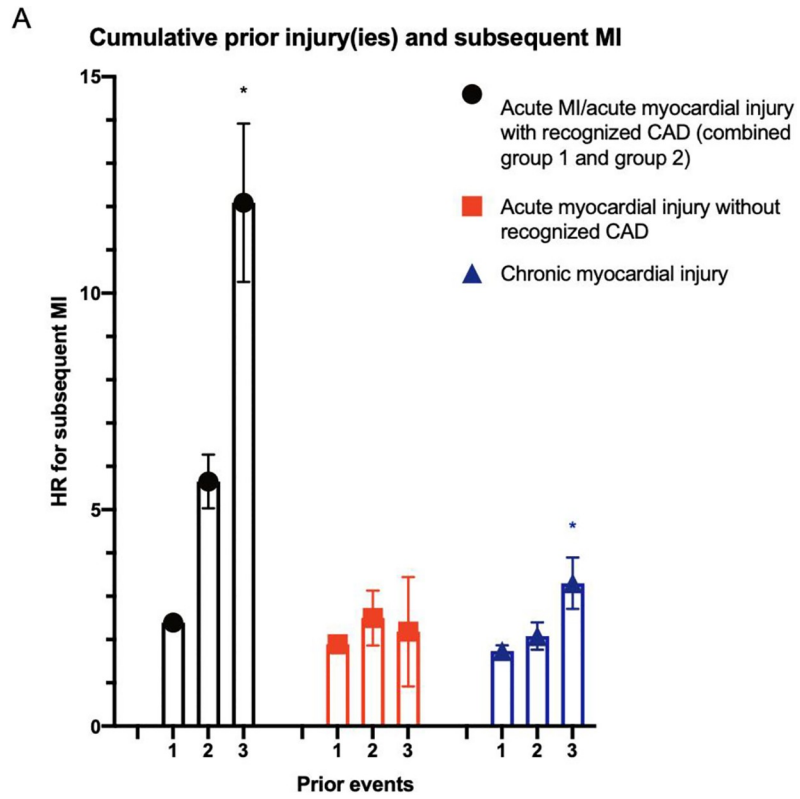 A
Cumulative prior injury(ies) and subsequent MI
15
10
5
0
HR for subsequent MI
*
*
Acute MI/acute myocardial injury
with recognized CAD (combined
group 1 and group 2)
Acute myocardial injury without
recognized CAD
Chronic myocardial injury
1 2 3 1 2 3 1 2 3
Prior events